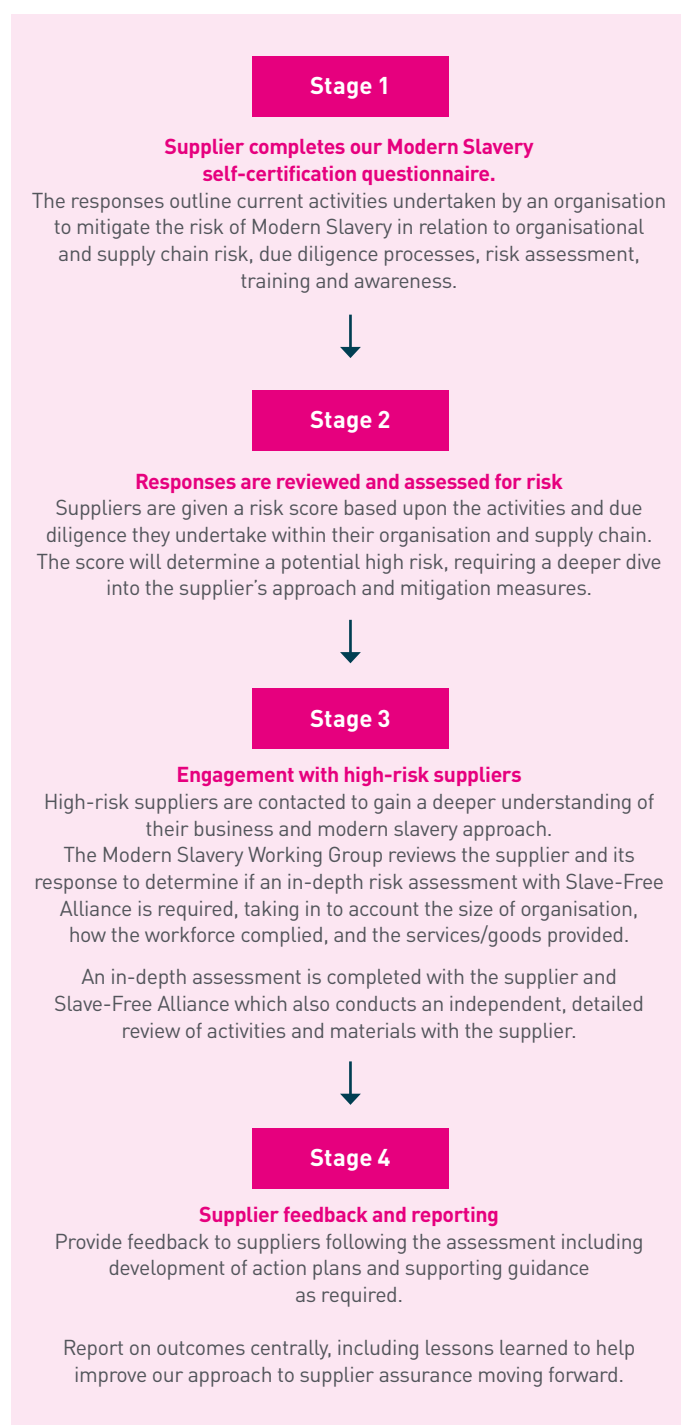 Stage 1
Supplier completes our Modern Slavery
self-certification questionnaire.
The responses outline current activities undertaken by an organisation
to mitigate the risk of Modern Slavery in relation to organisational
and supply chain risk, due diligence processes, risk assessment,
training and awareness.
Stage 2
Responses are reviewed and assessed for risk
Suppliers are given a risk score based upon the activities and due
diligence they undertake within their organisation and supply chain.
The score will determine a potential high risk, requiring a deeper dive
into the supplier’s approach and mitigation measures.
Stage 3
Engagement with high-risk suppliers
High-risk suppliers are contacted to gain a deeper understanding of
their business and modern slavery approach.
The Modern Slavery Working Group reviews the supplier and its
response to determine if an in-depth risk assessment with Slave-Free
Alliance is required, taking in to account the size of organisation,
how the workforce complied, and the services/goods provided.
An in-depth assessment is completed with the supplier and
Slave-Free Alliance which also conducts an independent, detailed
review of activities and materials with the supplier.
Stage 4
Supplier feedback and reporting
Provide feedback to suppliers following the assessment including
development of action plans and supporting guidance
as required.
Report on outcomes centrally, including lessons learned to help
improve our approach to supplier assurance moving forward.